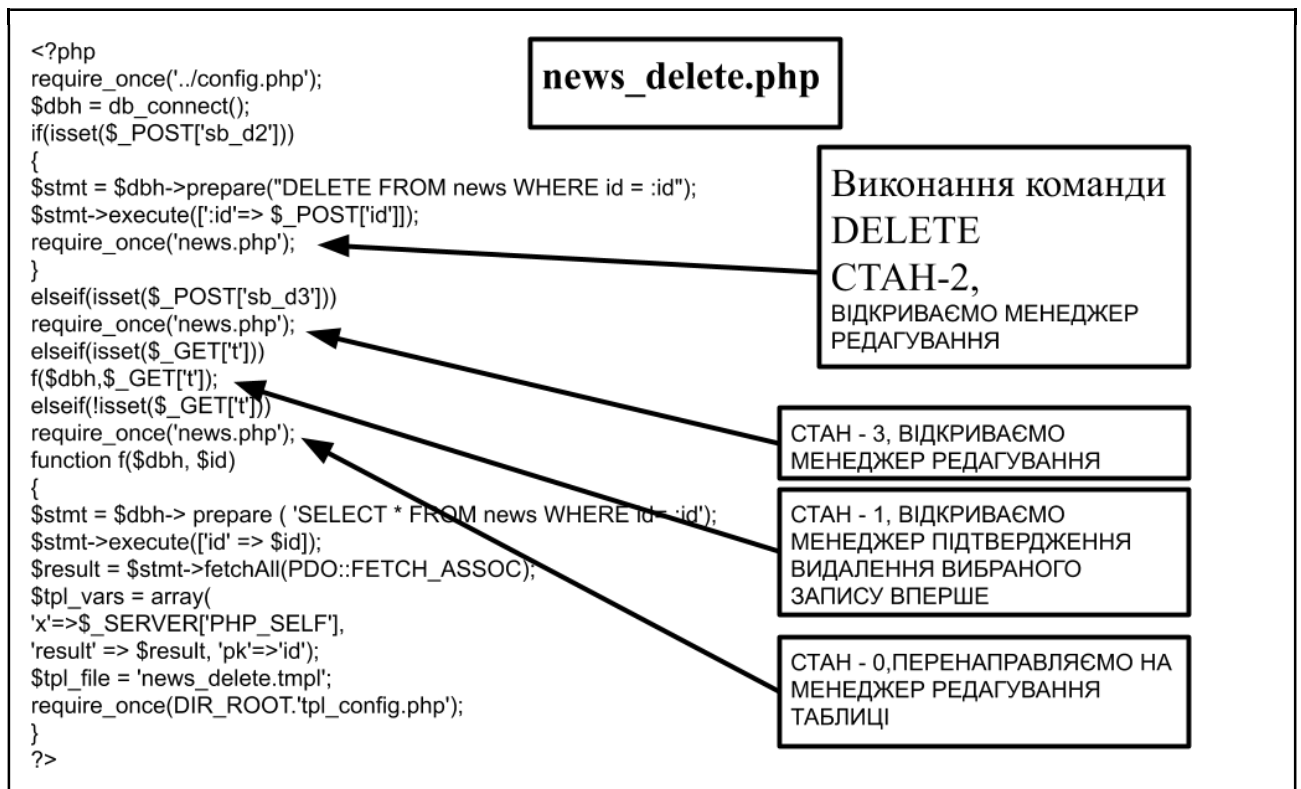 <?php
require_once('../config.php');
$dbh = db_connect();
if(isset($_POST['sb_d2']))
{
$stmt = $dbh->prepare("DELETE FROM news WHERE id = :id");
$stmt->execute([':id'=> $_POST['id']]);
require_once('news.php');
}
elseif(isset($_POST['sb_d3']))
require_once('news.php');
elseif(isset($_GET['t']))
f($dbh,$_GET['t']);
elseif(!isset($_GET['t']))
require_once('news.php');
function f($dbh, $id)
{
$stmt = $dbh-> prepare ( 'SELECT * FROM news WHERE id= :id');
$stmt->execute(['id' => $id]);
$result = $stmt->fetchAll(PDO::FETCH_ASSOC);
$tpl_vars = array(
'x'=>$_SERVER['PHP_SELF'],
'result' => $result, 'pk'=>'id');
$tpl_file = 'news_delete.tmpl';
require_once(DIR_ROOT.'tpl_config.php');
}
?>
news_delete.php
Виконання команди
DELETE
СТАН-2,
ВІДКРИВАЄМО МЕНЕДЖЕР
РЕДАГУВАННЯ
СТАН - 3, ВІДКРИВАЄМО
МЕНЕДЖЕР РЕДАГУВАННЯ
СТАН - 1, ВІДКРИВАЄМО
МЕНЕДЖЕР ПІДТВЕРДЖЕННЯ
ВИДАЛЕННЯ ВИБРАНОГО
ЗАПИСУ ВПЕРШЕ
СТАН - 0,ПЕРЕНАПРАВЛЯЄМО НА
МЕНЕДЖЕР РЕДАГУВАННЯ
ТАБЛИЦІ